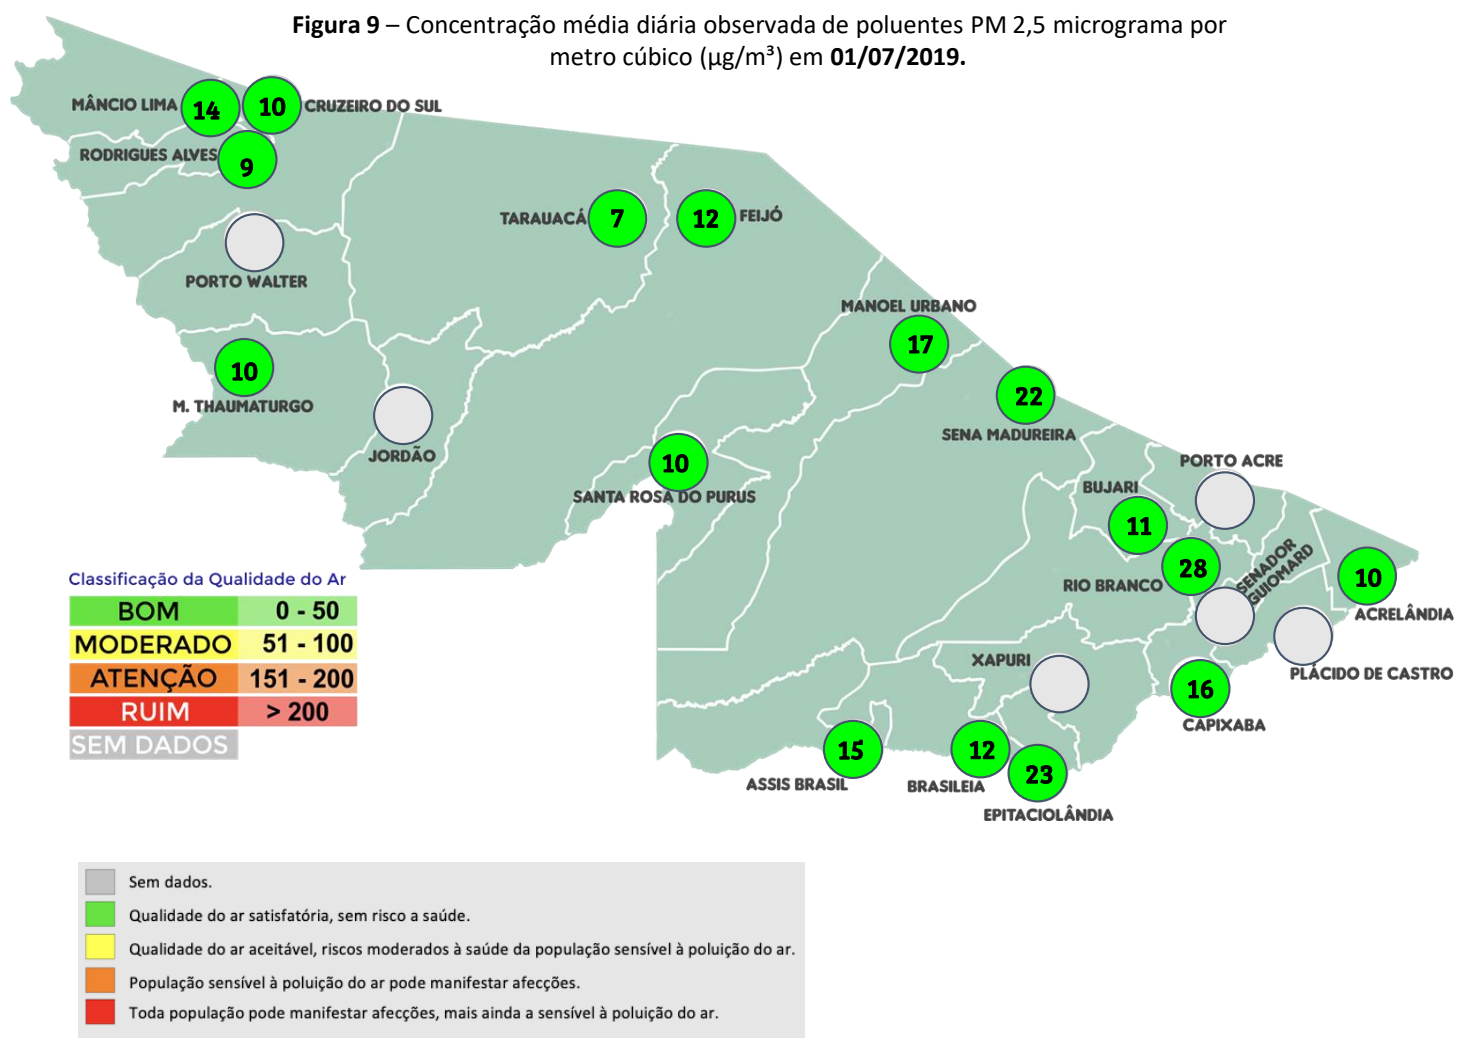 Figura 9 – Concentração média diária observada de poluentes PM 2,5 micrograma por
metro cúbico (µg/m³) em 01/07/2019.
MÂNCIO LIMA
14
10
CRUZEIRO DO SUL
RODRIGUES ALVES
9
TARAUACÁ
7
12
FEIJÓ
PORTO WALTER
MANOEL URBANO
17
10
M. THAUMATURGO
22
SENA MADUREIRA
JORDÃO
10
SANTA ROSA DO PURUS
PORTO ACRE
BUJARI
11
RIO BRANCO
28
SENADOR
GUIOMARD
10
ACRELÂNDIA
PLÁCIDO DE CASTRO
XAPURI
16
CAPIXABA
15
ASSIS BRASIL
12
BRASILEIA
23
EPITACIOLÂNDIA
Classificação da Qualidade do Ar
BOM 0 - 50
MODERADO 51 - 100
ATENÇÃO 151 - 200
RUIM > 200
SEM DADOS
Sem dados.
Qualidade do ar satisfatória, sem risco a saúde.
Qualidade do ar aceitável, riscos moderados à saúde da população sensível à poluição do ar.
População sensível à poluição do ar pode manifestar afecções.
Toda população pode manifestar afecções, mais ainda a sensível à poluição do ar.